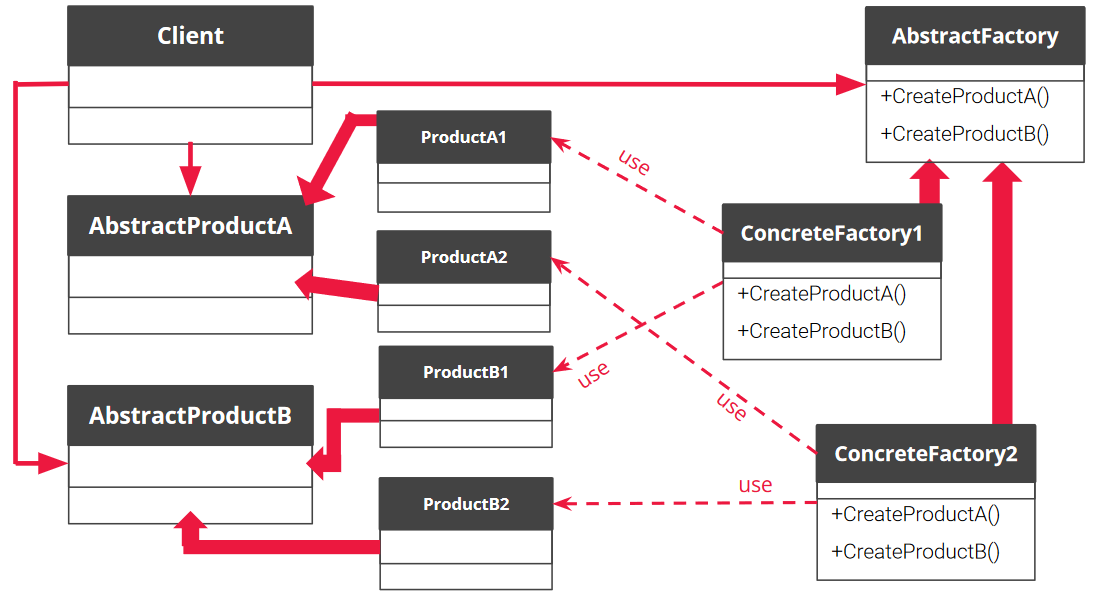 Client
AbstractFactory
+CreateProductA()
+CreateProductB()
ProductA1
use
AbstractProductA
ConcreteFactory1
+CreateProductA()
+CreateProductB()
ProductA2
ProductB1
use
use
AbstractProductB
ConcreteFactory2
+CreateProductA()
+CreateProductB()
use
ProductB2